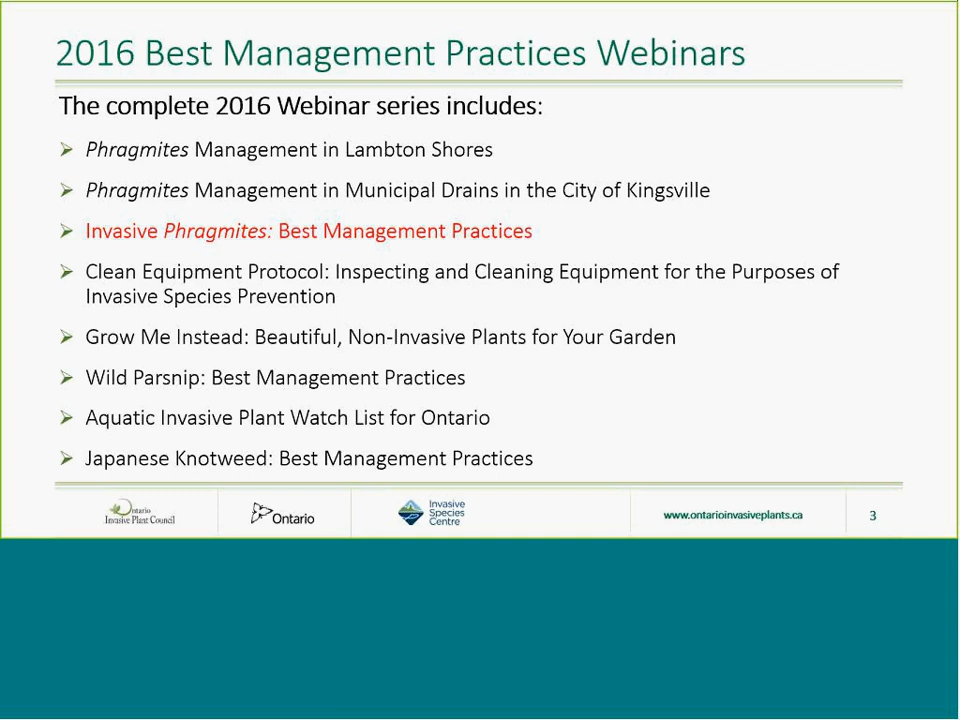 2016 Best Management Practices Webinars
The complete 2016 Webinar series includes:
Phragmites Management in Lambton Shores
Phragmites Management in Municipal Drains in the City of Kingsville
Invasive Phragmites: Best Management Practices
Clean Equipment Protocol: Inspecting and Cleaning Equipment for the Purposes of
Invasive Species Prevention
Grow Me Instead: Beautiful, Non-Invasive Plants for Your Garden
Wild Parsnip: Best Management Practices
Aquatic Invasive Plant Watch List for Ontario
Japanese Knotweed: Best Management Practices
Ontario
Invasive Plant Council
Ontario
Invasive
Species
Centre
www.ontarioinvasiveplants.ca
3